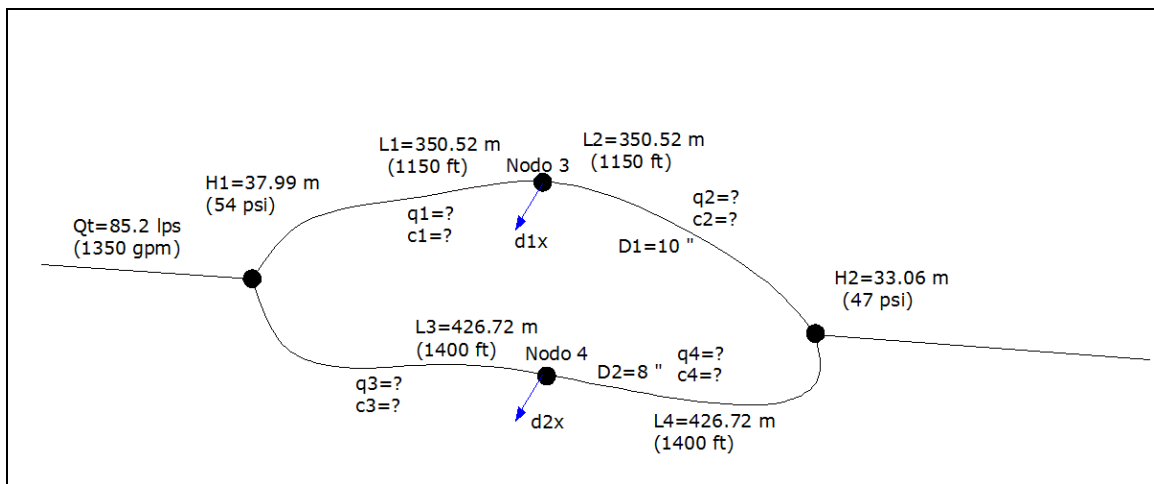 L1=350.52 m
(1150 ft)
Nodo 3
L2=350.52 m
(1150 ft)
H1=37.99 m
(54 psi)
q1=?
c1=?
q2=?
c2=?
Qt=85.2 lps
(1350 gpm)
d1x
D1=10 "
H2=33.06 m
(47 psi)
L3=426.72 m
(1400 ft)
Nodo 4
q3=?
c3=?
D2=8 "
q4=?
c4=?
d2x
L4=426.72 m
(1400 ft)